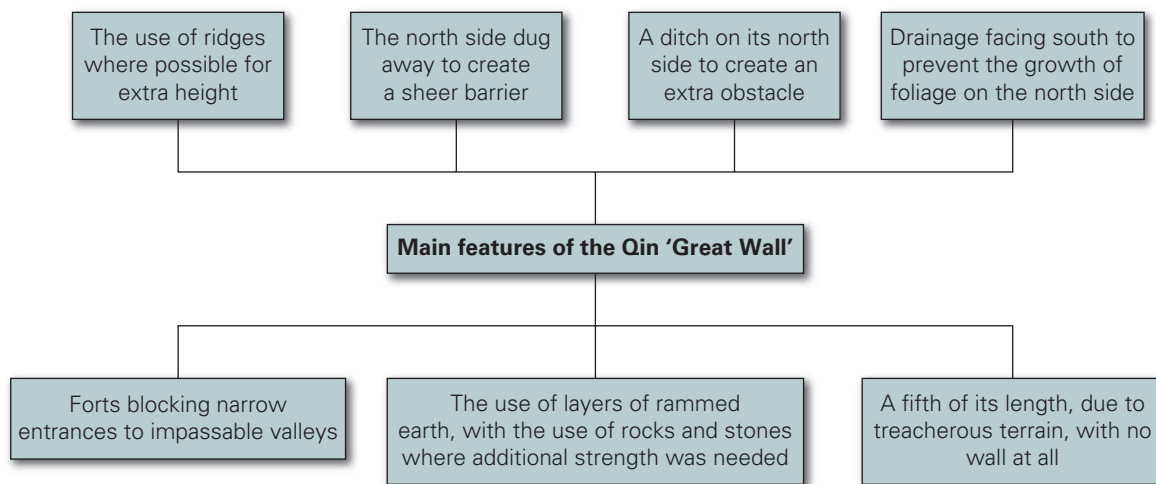 The use of ridges
where possible for
extra height
The north side dug
away to create
a sheer barrier
A ditch on its north
side to create an
extra obstacle
Drainage facing south to
prevent the growth of
foliage on the north side
Main features of the Qin ‘Great Wall’
Forts blocking narrow
entrances to impassable valleys
The use of layers of rammed
earth, with the use of rocks and stones
where additional strength was needed
A fifth of its length, due to
treacherous terrain, with no
wall at all